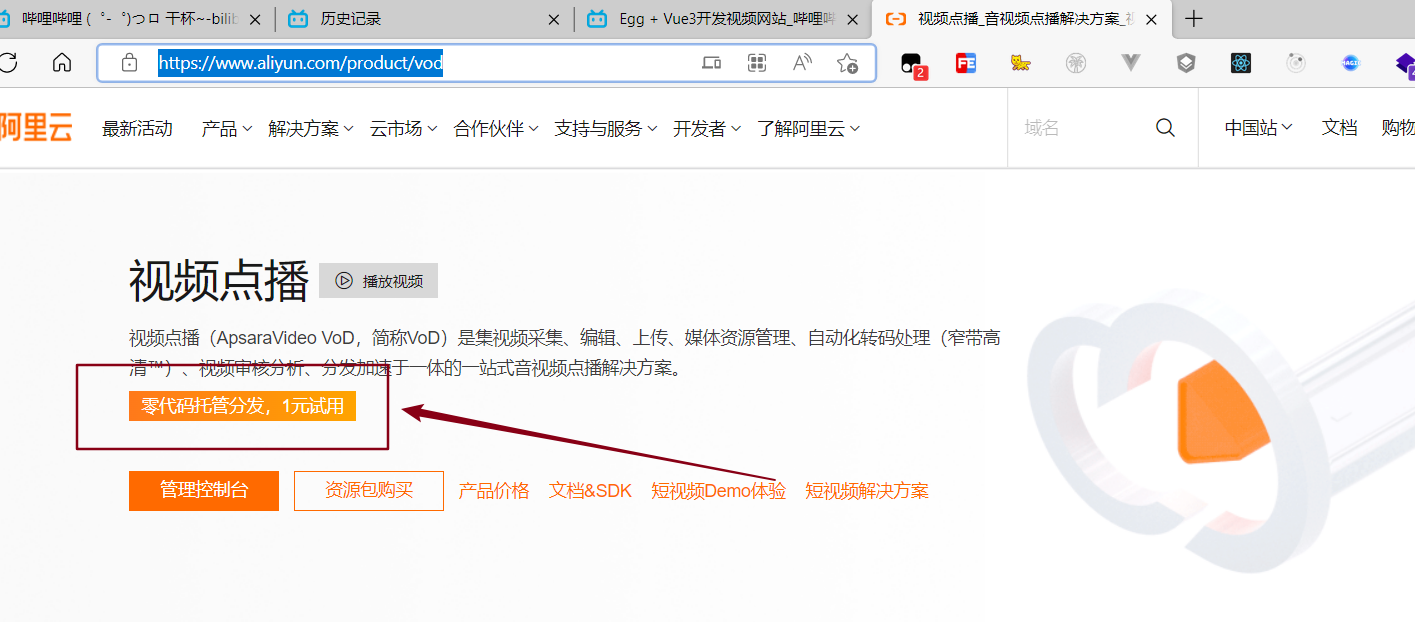 哔哩哔哩 (゜-゜)つロ 干杯~-bilib
历史记录
Egg + Vue3开发视频网站_哔哩哔
视频点播_音视频点播解决方案_视
https://www.aliyun.com/product/vod
2
FE
阿里云
最新活动
产品
解决方案
云市场
合作伙伴
支持与服务
开发者
了解阿里云
域名
中国站
文档
购物
视频点播
播放视频
视频点播（ApsaraVideo VoD，简称VoD）是集视频采集、编辑、上传、媒体资源管理、自动化转码处理（窄带高
清™）、视频审核分析、分发加速于一体的一站式音视频点播解决方案。
零代码托管分发，1元试用
管理控制台
资源包购买
产品价格
文档&SDK
短视频Demo体验
短视频解决方案